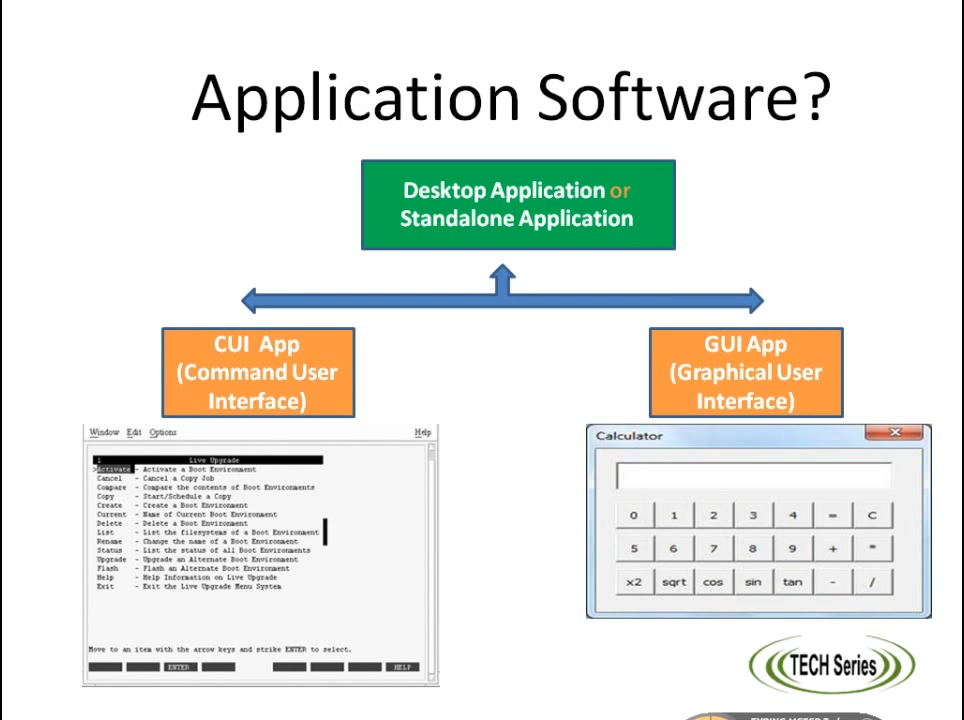 Application Software?
Desktop Application or
Standalone Application
CUI App
(Command User
Interface)
GUI App
(Graphical User
Interface)
Window Edit Options Help
1 Live Upgrade
>Activate - Activate a Boot Environment
Cancel - Cancel a Copy Job
Compare - Compare the contents of Boot Environments
Copy - Start/Schedule a Copy
Create - Create a Boot Environment
Current - Name of Current Boot Environment
Delete - Delete a Boot Environment
List - List the filesystems of a Boot Environment
Rename - Change the name of a Boot Environment
Status - List the status of all Boot Environments
Upgrade - Upgrade an Alternate Boot Environment
Flash - Flash an Alternate Boot Environment
Help - Help Information on Live Upgrade
Exit - Exit the Live Upgrade Menu System
Move to an item with the arrow keys and strike ENTER to select.
ENTER HELP
Calculator
0 1 2 3 4 = C
5 6 7 8 9 + *
x2 sqrt cos sin tan - /
TECH Series